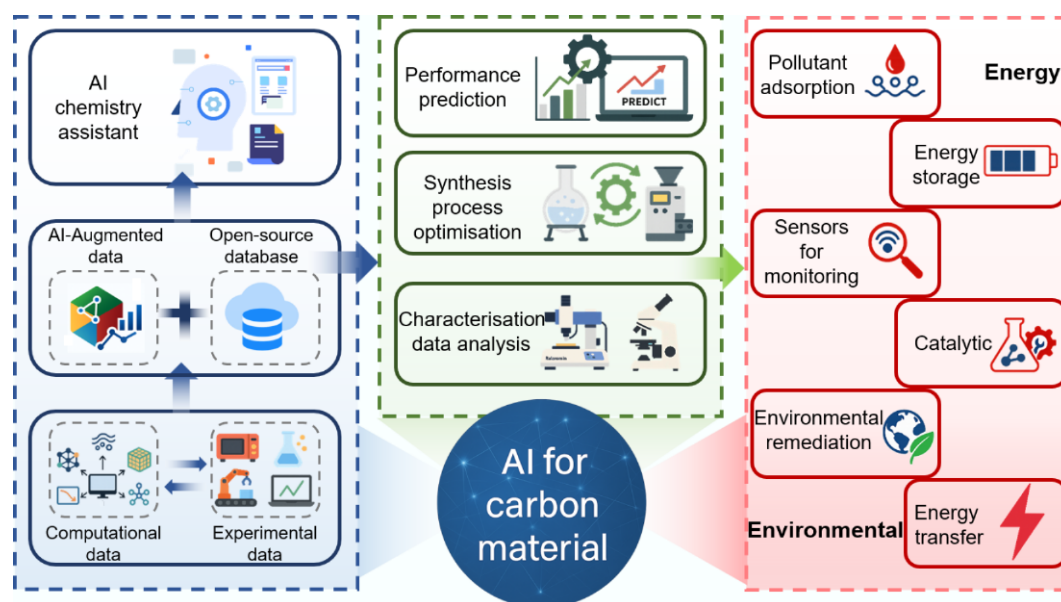 AI
chemistry
assistant
AI-Augmented
data
Open-source
database
Computational
data
Experimental
data
Performance
prediction
PREDICT
Synthesis
process
optimisation
Characterisation
data analysis
AI for
carbon
material
Pollutant
adsorption
Energy
Energy
storage
Sensors
for
monitoring
Catalytic
Environmental
remediation
Environmental
Energy
transfer